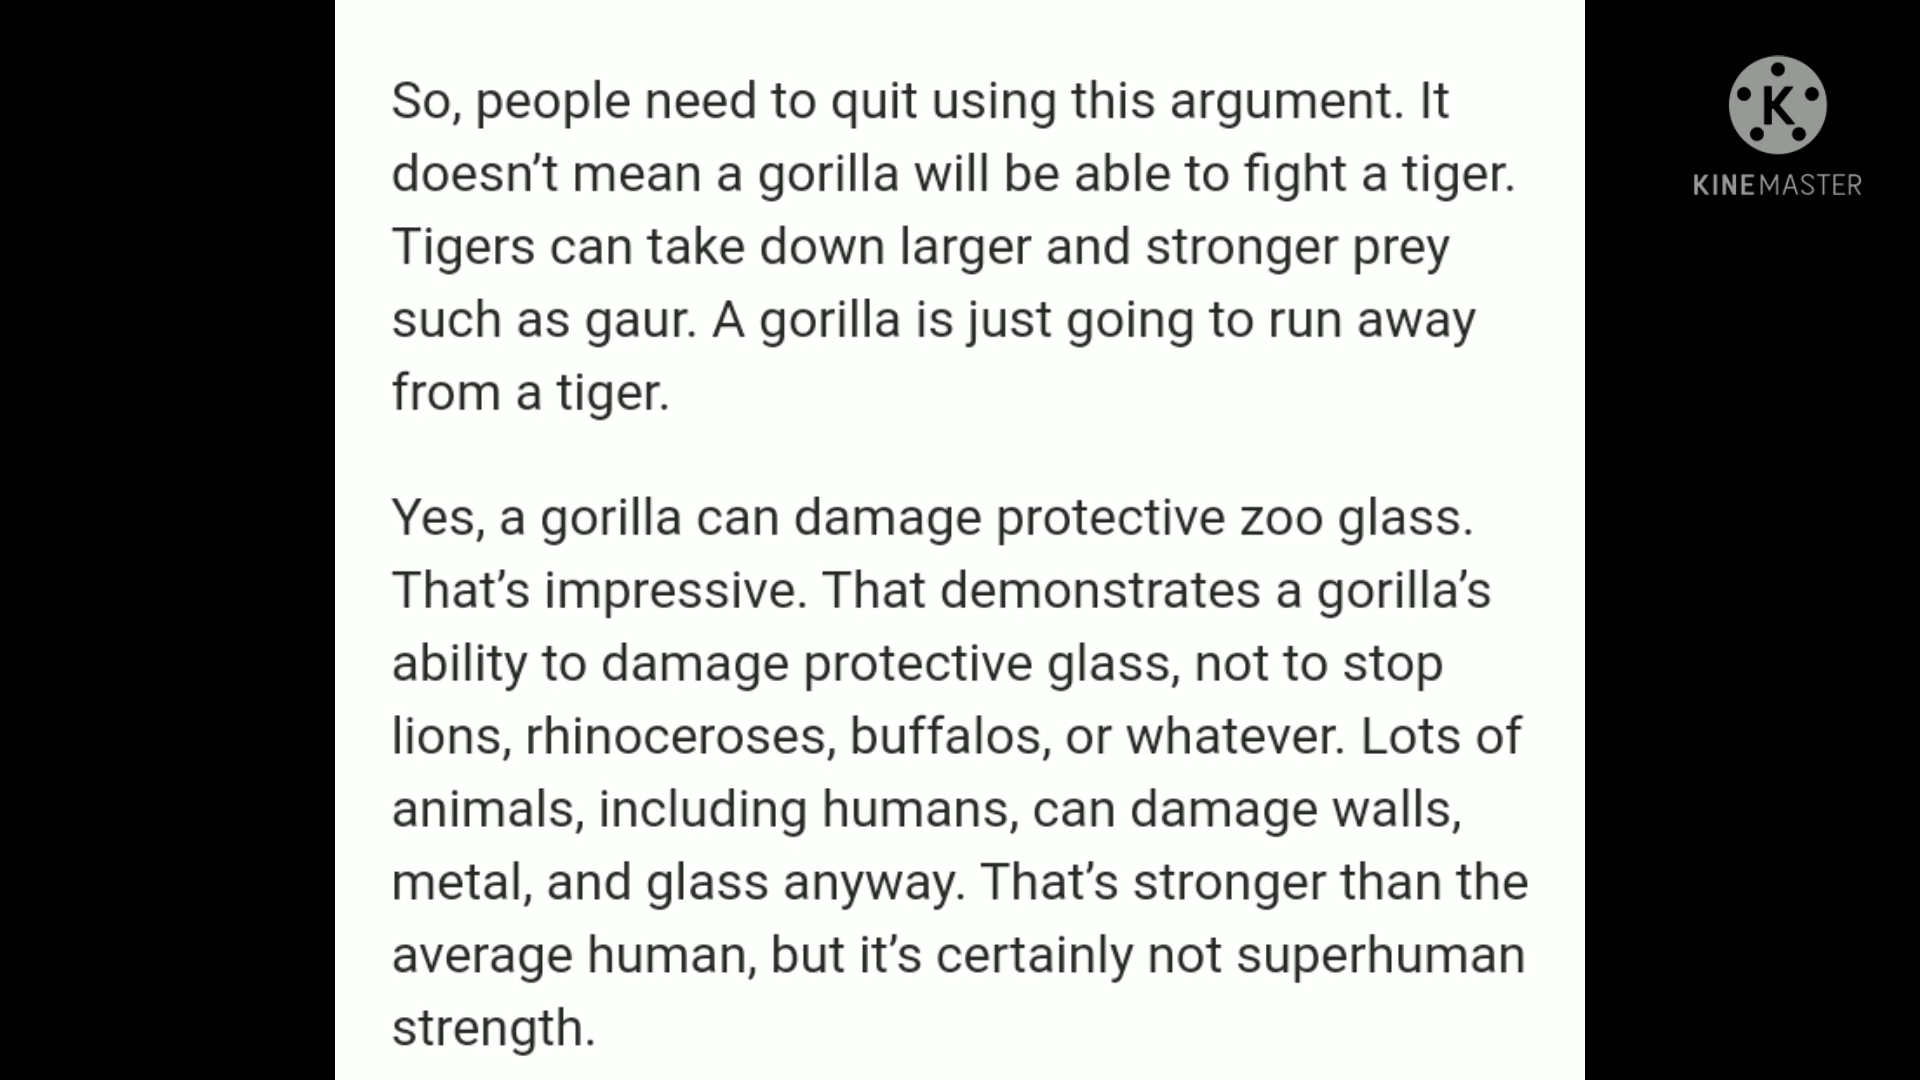 So, people need to quit using this argument. It
doesn’t mean a gorilla will be able to fight a tiger.
Tigers can take down larger and stronger prey
such as gaur. A gorilla is just going to run away
from a tiger.
Yes, a gorilla can damage protective zoo glass.
That’s impressive. That demonstrates a gorilla’s
ability to damage protective glass, not to stop
lions, rhinoceroses, buffalos, or whatever. Lots of
animals, including humans, can damage walls,
metal, and glass anyway. That’s stronger than the
average human, but it’s certainly not superhuman
strength.
K
KINEMASTER